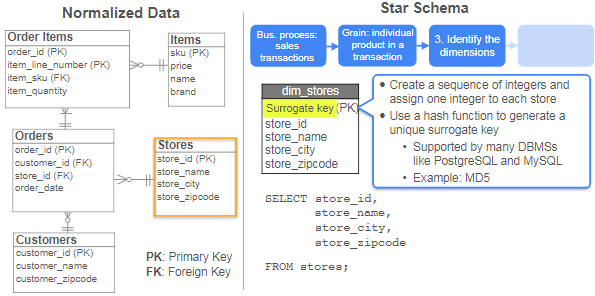 Normalized Data
Order Items
order_id (PK)
item_line_number (PK)
item_sku (FK)
item_quantity
Items
sku (PK)
price
name
brand
Orders
order_id (PK)
customer_id (FK)
store_id (FK)
order_date
Stores
store_id (PK)
store_name
store_city
store_zipcode
Customers
customer_id (PK)
customer_name
customer_zipcode
PK: Primary Key
FK: Foreign Key
Star Schema
Bus. process:
sales
transactions
Grain: individual
product in a
transaction
3. Identify the
dimensions
dim_stores
Surrogate key (PK)
store_id
store_name
store_city
store_zipcode
• Create a sequence of integers and
assign one integer to each store
• Use a hash function to generate a
unique surrogate key
• Supported by many DBMSs
like PostgreSQL and MySQL
• Example: MD5
SELECT store_id,
store_name,
store_city,
store_zipcode
FROM stores;